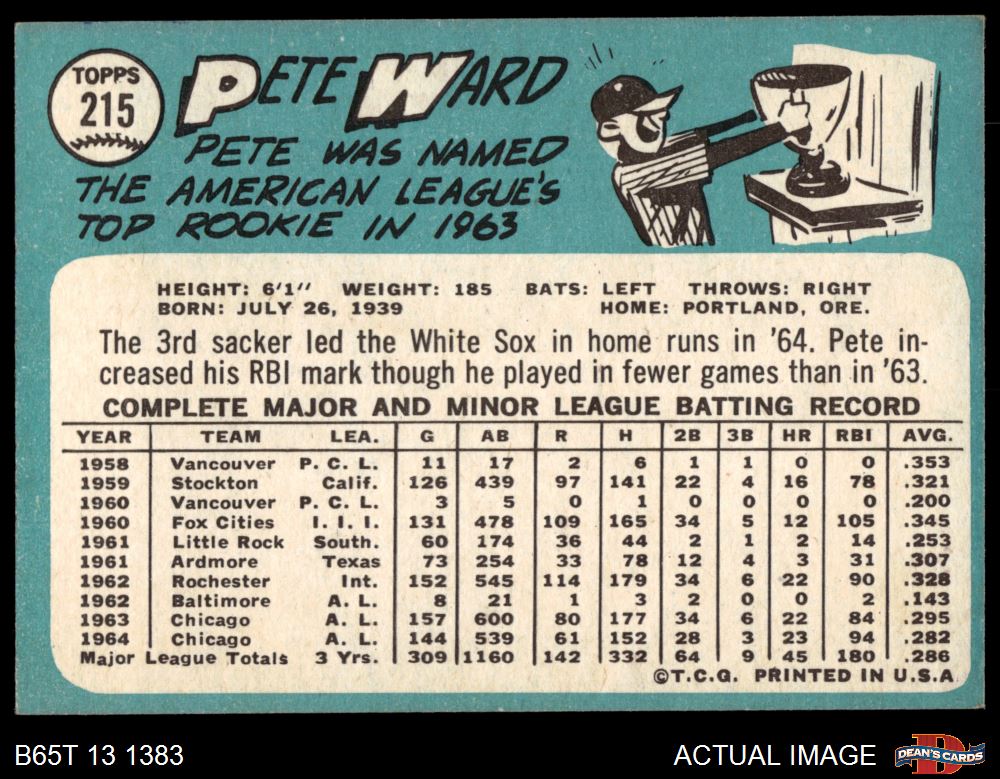 TOPPS
215
PETE WARD
PETE WAS NAMED
THE AMERICAN LEAGUE'S
TOP ROOKIE IN 1963
HEIGHT: 6'1" WEIGHT: 185 BATS: LEFT THROWS: RIGHT
BORN: JULY 26, 1939 HOME: PORTLAND, ORE.
The 3rd sacker led the White Sox in home runs in '64. Pete in-
creased his RBI mark though he played in fewer games than in '63.
COMPLETE MAJOR AND MINOR LEAGUE BATTING RECORD
YEAR TEAM LEA. G AB R H 2B 3B HR RBI AVG.
1958 Vancouver P. C. L. 11 17 2 6 1 1 0 0 .353
1959 Stockton Calif. 126 439 97 141 22 4 16 78 .321
1960 Vancouver P. C. L. 3 5 0 1 0 0 0 0 .200
1960 Fox Cities I. I. I. 131 478 109 165 34 5 12 105 .345
1961 Little Rock South. 60 174 36 44 2 1 2 14 .253
1961 Ardmore Texas 73 254 33 78 12 4 3 31 .307
1962 Rochester Int. 152 545 114 179 34 6 22 90 .328
1962 Baltimore A. L. 8 21 1 3 2 0 0 2 .143
1963 Chicago A. L. 157 600 80 177 34 6 22 84 .295
1964 Chicago A. L. 144 539 61 152 28 3 23 94 .282
Major League Totals 3 Yrs. 309 1160 142 332 64 9 45 180 .286
©T.C.G. PRINTED IN U.S.A
B65T 13 1383 ACTUAL IMAGE DEAN'S CARDS